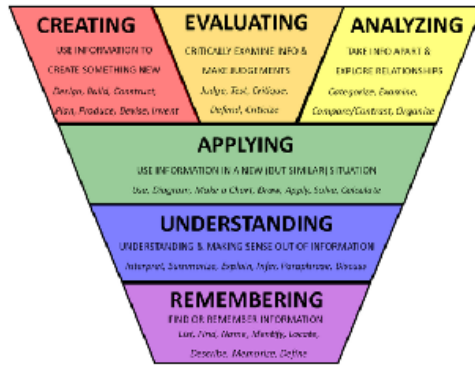 CREATING
USE INFORMATION TO
CREATE SOMETHING NEW
Design, Build, Construct,
Plan, Produce, Devise, Invent
EVALUATING
CRITICALLY EXAMINE INFO &
MAKE JUDGEMENTS
Judge, Test, Critique,
Defend, Criticize
ANALYZING
TAKE INFO APART &
EXPLORE RELATIONSHIPS
Categorize, Examine,
Compare/Contrast, Organize
APPLYING
USE INFORMATION IN A NEW (BUT SIMILAR) SITUATION
Use, Diagram, Make a Chart, Draw, Apply, Solve, Calculate
UNDERSTANDING
UNDERSTANDING & MAKING SENSE OUT OF INFORMATION
Interpret, Summarize, Explain, Infer, Paraphrase, Discuss
REMEMBERING
FIND OR REMEMBER INFORMATION
List, Find, Name, Identify, Locate,
Describe, Memorize, Define